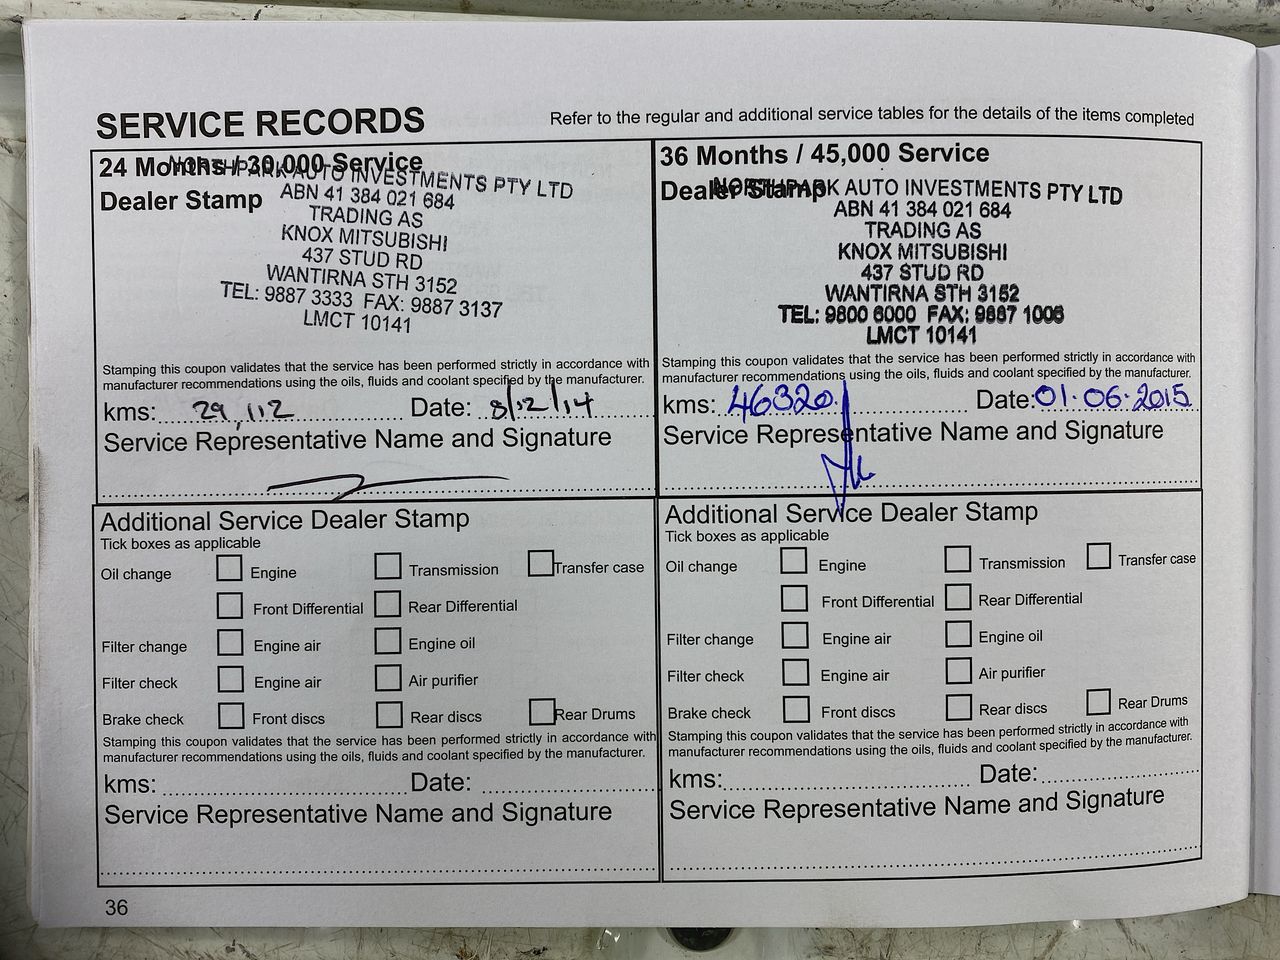 SERVICE RECORDS
Refer to the regular and additional service tables for the details of the items completed
24 Months / 30,000 Service
Dealer Stamp
NORTHPARK AUTO INVESTMENTS PTY LTD
ABN 41 384 021 684
TRADING AS
KNOX MITSUBISHI
437 STUD RD
WANTIRNA STH 3152
TEL: 9887 3333 FAX: 9887 3137
LMCT 10141
Stamping this coupon validates that the service has been performed strictly in accordance with
manufacturer recommendations using the oils, fluids and coolant specified by the manufacturer.
kms: 29,112 Date: 8/12/14
Service Representative Name and Signature
Additional Service Dealer Stamp
Tick boxes as applicable
Oil change Engine Transmission Transfer case
Front Differential Rear Differential
Filter change Engine air Engine oil
Filter check Engine air Air purifier
Brake check Front discs Rear discs Rear Drums
Stamping this coupon validates that the service has been performed strictly in accordance with
manufacturer recommendations using the oils, fluids and coolant specified by the manufacturer.
kms: Date:
Service Representative Name and Signature
36 Months / 45,000 Service
Dealer Stamp
NORTHPARK AUTO INVESTMENTS PTY LTD
ABN 41 384 021 684
TRADING AS
KNOX MITSUBISHI
437 STUD RD
WANTIRNA STH 3152
TEL: 9800 6000 FAX: 9887 1006
LMCT 10141
Stamping this coupon validates that the service has been performed strictly in accordance with
manufacturer recommendations using the oils, fluids and coolant specified by the manufacturer.
kms: 46320. Date: 01.06.2015
Service Representative Name and Signature
Additional Service Dealer Stamp
Tick boxes as applicable
Oil change Engine Transmission Transfer case
Front Differential Rear Differential
Filter change Engine air Engine oil
Filter check Engine air Air purifier
Brake check Front discs Rear discs Rear Drums
Stamping this coupon validates that the service has been performed strictly in accordance with
manufacturer recommendations using the oils, fluids and coolant specified by the manufacturer.
kms: Date:
Service Representative Name and Signature
36